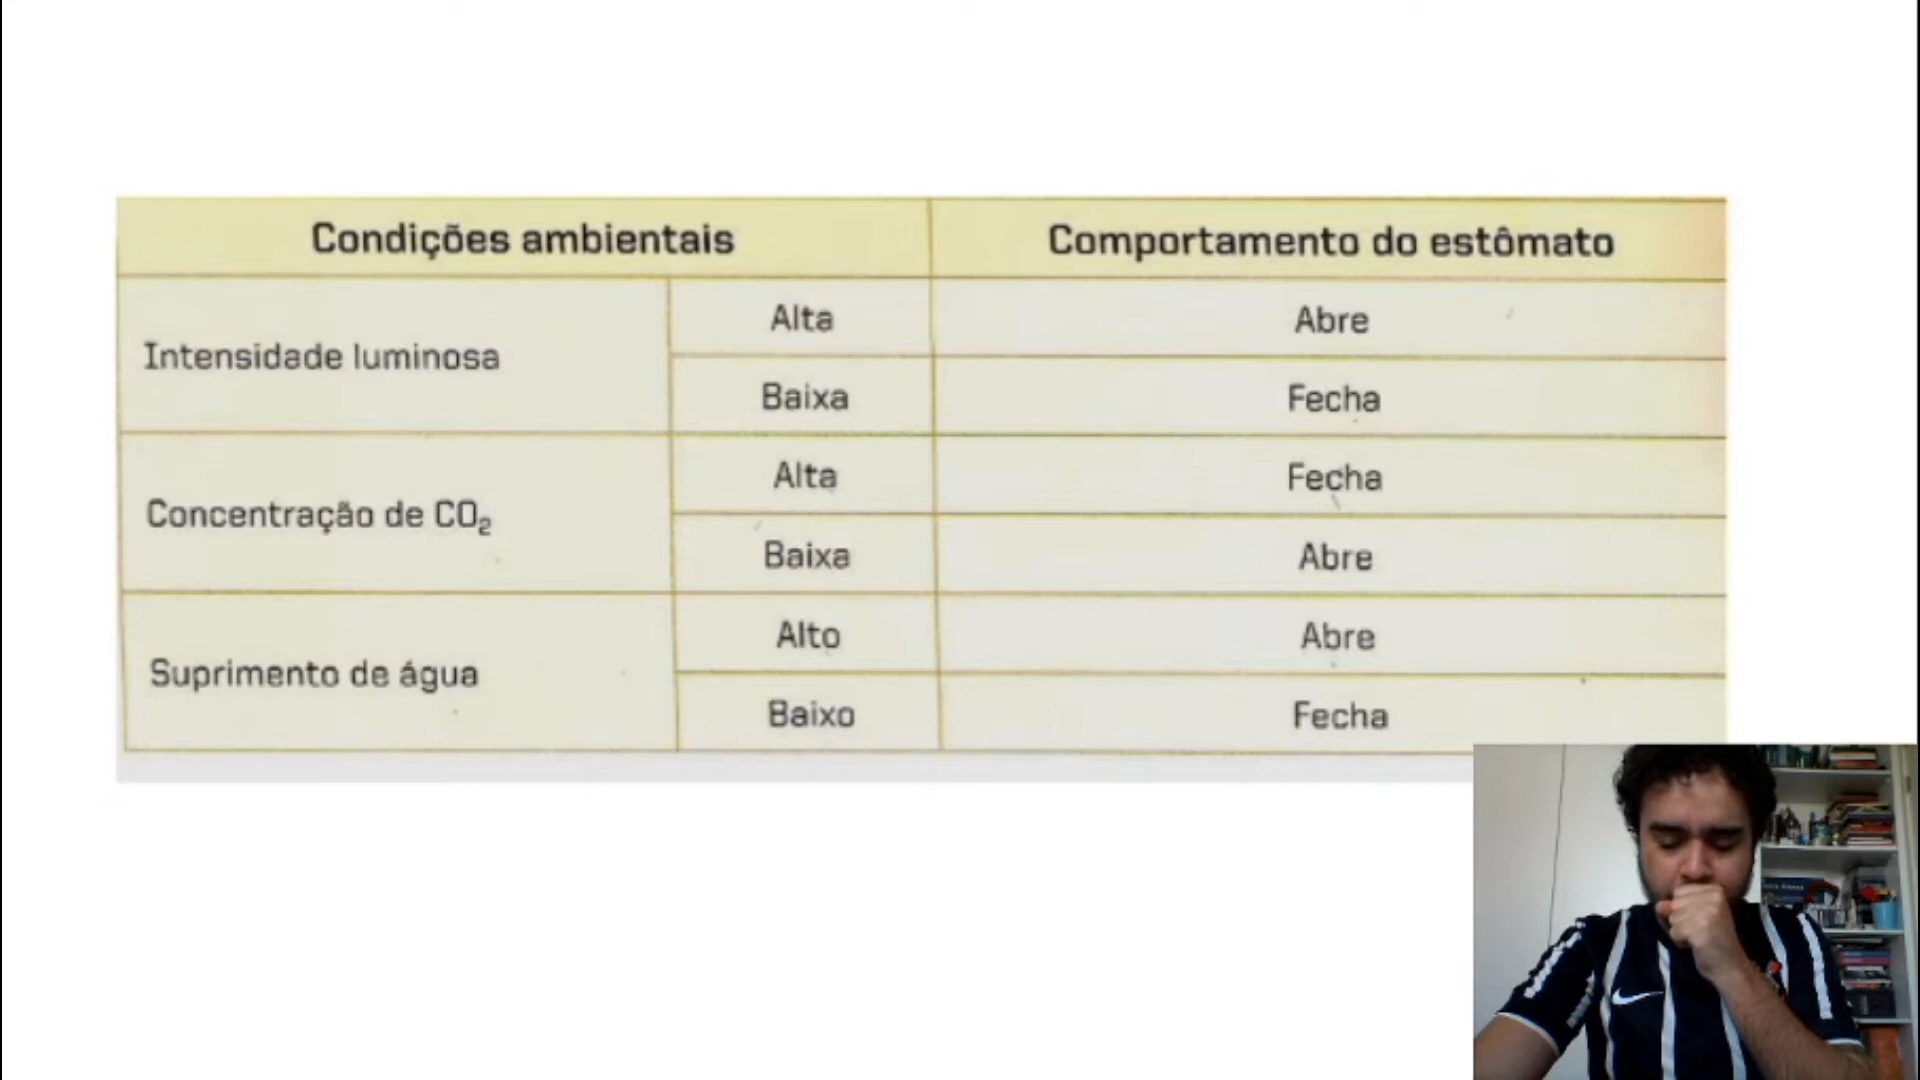 Condições ambientais Comportamento do estômato
Intensidade luminosa Alta Abre
Baixa Fecha
Concentração de CO₂ Alta Fecha
Baixa Abre
Suprimento de água Alto Abre
Baixo Fecha